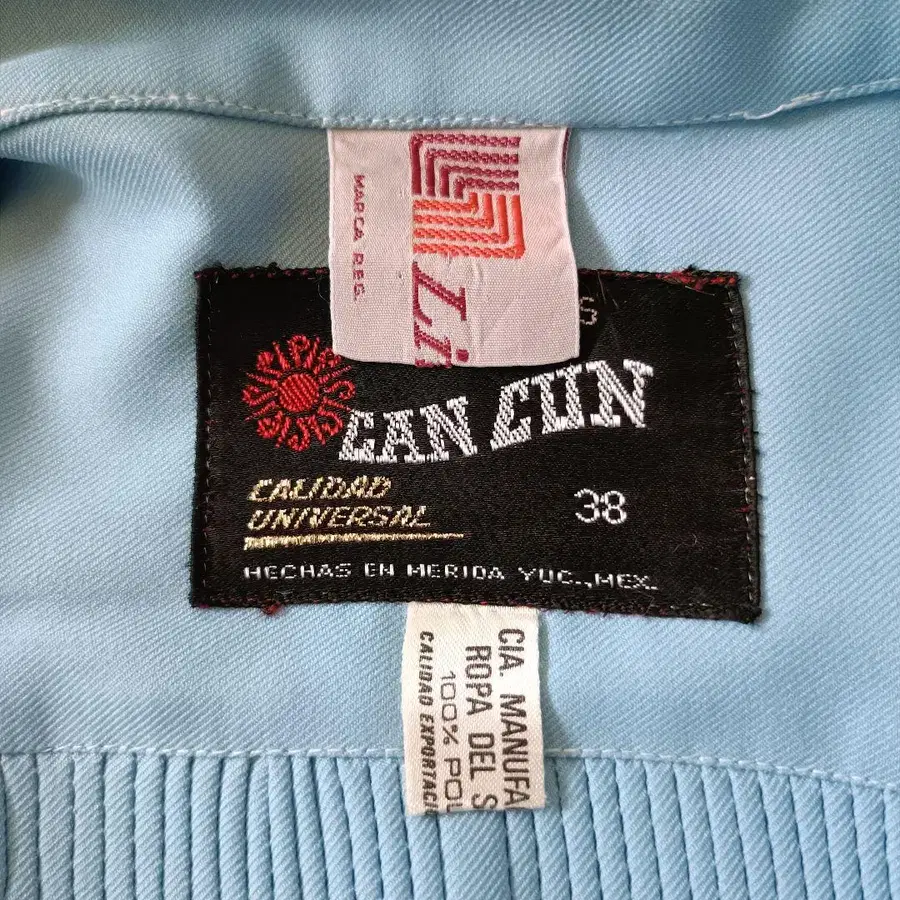 MARCA REG.
Li
S
CAN CUN
CALIDAD
UNIVERSAL
38
HECHAS EN MERIDA YUC., MEX.
CIA. MANUFA
ROPA DEL S
100% POL
CALIDAD EXPORTACI